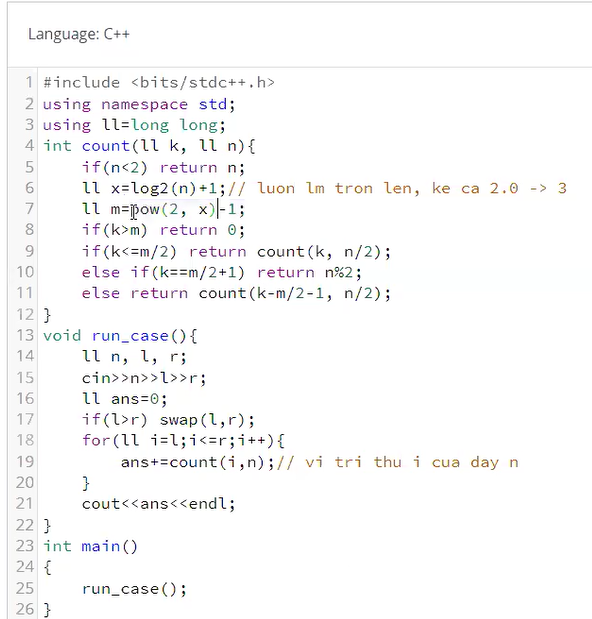 Language: C++
1 #include <bits/stdc++.h>
2 using namespace std;
3 using ll=long long;
4 int count(ll k, ll n){
5 if(n<2) return n;
6 ll x=log2(n)+1;// luon lm tron len, ke ca 2.0 -> 3
7 ll m=pow(2, x)-1;
8 if(k>m) return 0;
9 if(k<=m/2) return count(k, n/2);
10 else if(k==m/2+1) return n%2;
11 else return count(k-m/2-1, n/2);
12 }
13 void run_case(){
14 ll n, l, r;
15 cin>>n>>l>>r;
16 ll ans=0;
17 if(l>r) swap(l,r);
18 for(ll i=l;i<=r;i++){
19 ans+=count(i,n);// vi tri thu i cua day n
20 }
21 cout<<ans<<endl;
22 }
23 int main()
24 {
25 run_case();
26 }